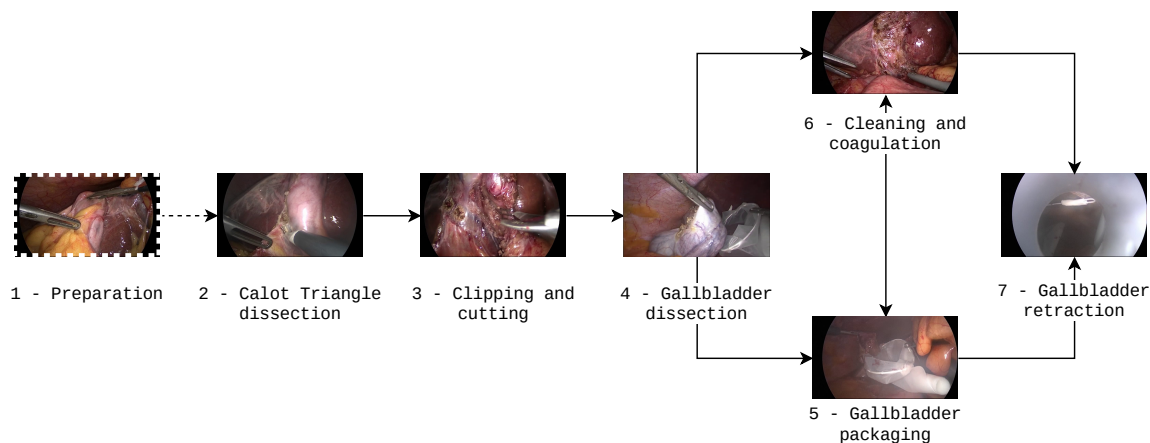 6 - Cleaning and
coagulation
1 - Preparation
2 - Calot Triangle
dissection
3 - Clipping and
cutting
4 - Gallbladder
dissection
7 - Gallbladder
retraction
5 - Gallbladder
packaging